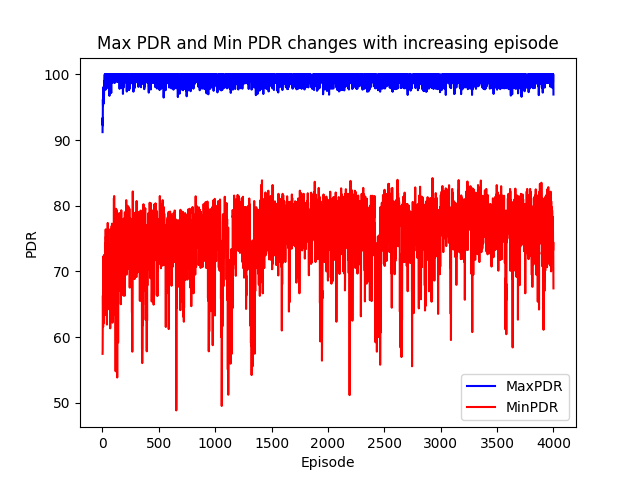 Max PDR and Min PDR changes with increasing episode
100
90
80
70
60
50
PDR
0 500 1000 1500 2000 2500 3000 3500 4000
Episode
MaxPDR
MinPDR